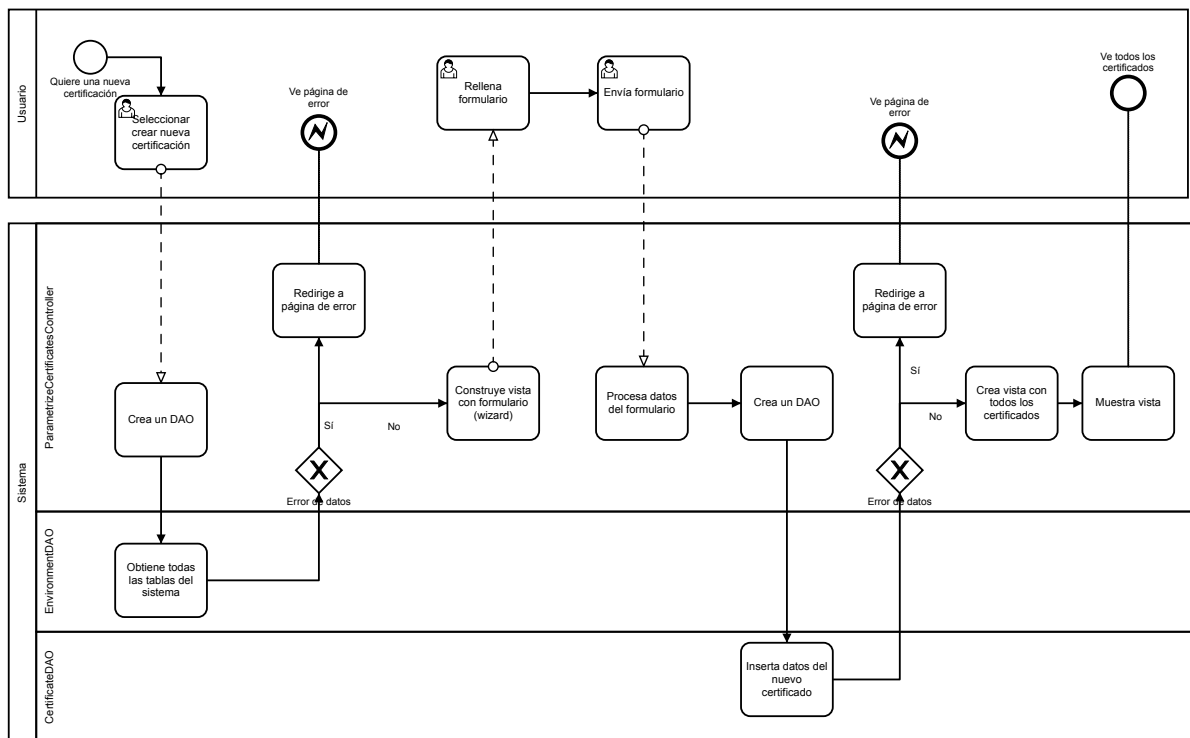 Usuario
Quiere una nueva
certificación
Seleccionar
crear nueva
certificación
Ve página de
error
Rellena
formulario
Envía formulario
Ve página de
error
Ve todos los
certificados
Sistema
ParametrizeCertificatesController
Crea un DAO
Redirige a
página de error
Sí
No
Error de datos
Construye vista
con formulario
(wizard)
Procesa datos
del formulario
Crea un DAO
Redirige a
página de error
Sí
No
Error de datos
Crea vista con
todos los
certificados
Muestra vista
EnvironmentDAO
Obtiene todas
las tablas del
sistema
CertificateDAO
Inserta datos del
nuevo
certificado